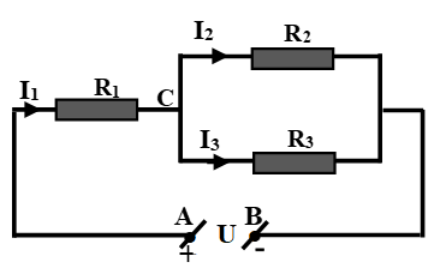 I₂ R₂
I₁ R₁ C
I₃ R₃
A U B
+ -